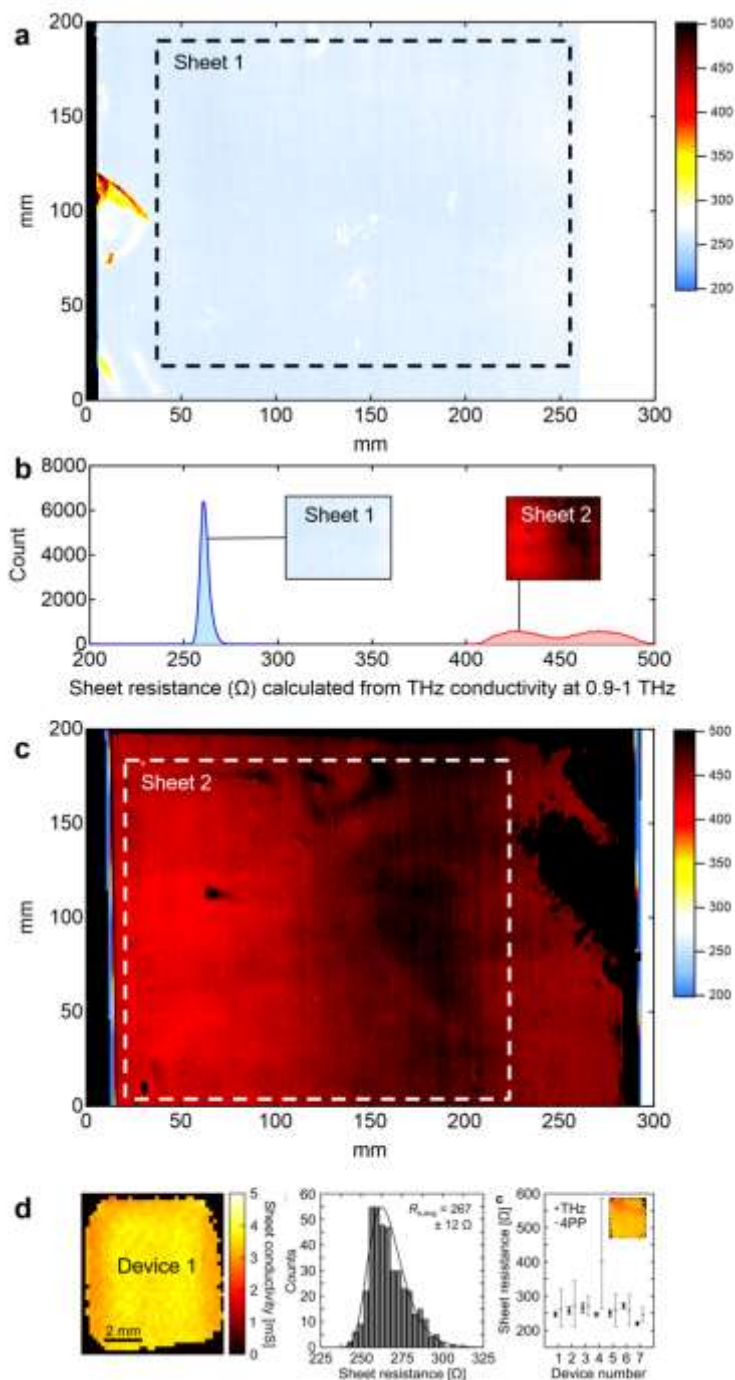 a
Sheet 1
200
150
100
50
0
mm
0 50 100 150 200 250 300
mm
500
450
400
350
300
250
200
b
8000
6000
4000
2000
0
Count
Sheet 1
Sheet 2
200 250 300 350 400 450 500
Sheet resistance (Ω) calculated from THz conductivity at 0.9-1 THz
c
Sheet 2
200
150
100
50
0
mm
0 50 100 150 200 250 300
mm
500
450
400
350
300
250
200
d
Device 1
2 mm
5
4
3
2
1
0
Sheet conductivity [mS]
60
50
40
30
20
10
0
Counts
= 267
± 12 Ω
225 250 275 300 325
Sheet resistance [Ω]
c
600
500
400
300
200
Sheet resistance [Ω]
THz
4PP
1 2 3 4 5 6 7
Device number